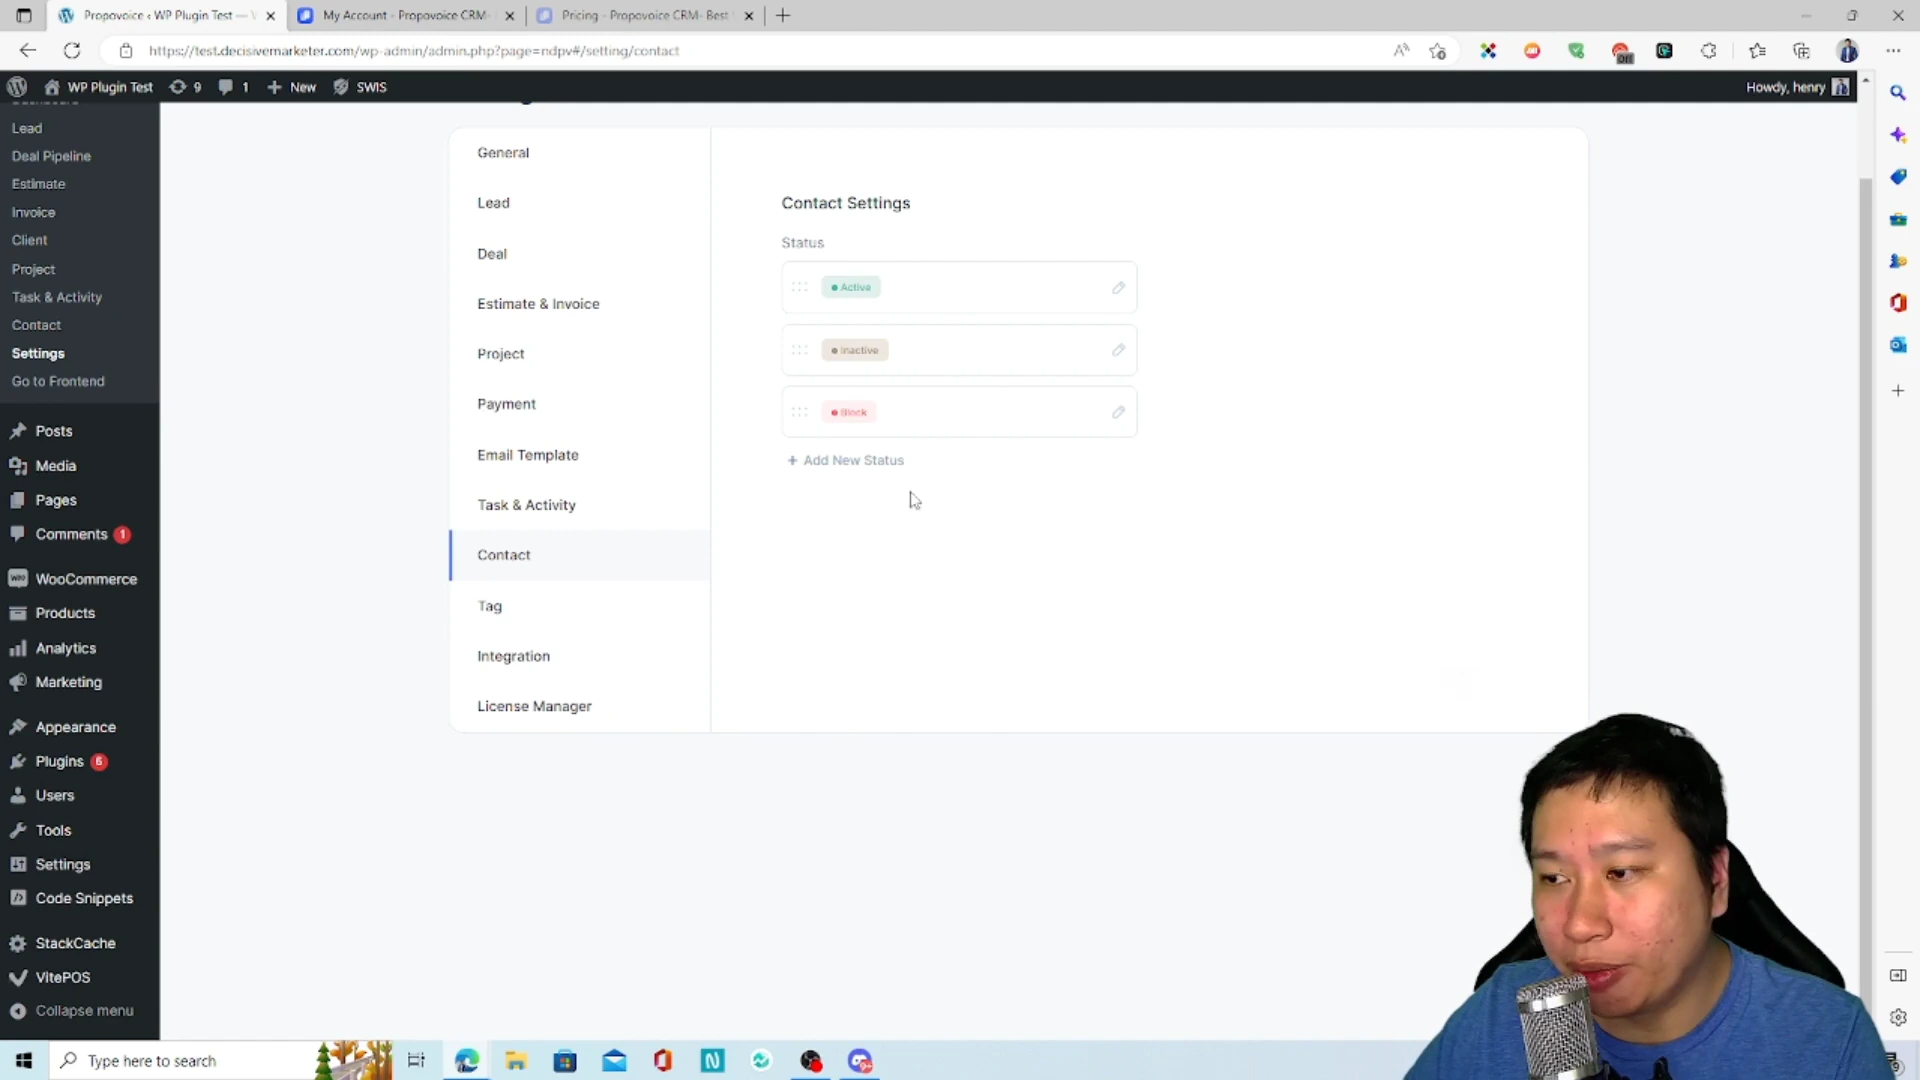 Propovoice ‹ WP Plugin Test —
My Account - Propovoice CRM-
Pricing - Propovoice CRM- Best
https://test.decisivemarketer.com/wp-admin/admin.php?page=ndpv#/setting/contact
WP Plugin Test
9
1
New
SWIS
Howdy, henry
Lead
Deal Pipeline
Estimate
Invoice
Client
Project
Task & Activity
Contact
Settings
Go to Frontend
Posts
Media
Pages
Comments 1
WooCommerce
Products
Analytics
Marketing
Appearance
Plugins 6
Users
Tools
Settings
Code Snippets
StackCache
VitePOS
Collapse menu
General
Lead
Deal
Estimate & Invoice
Project
Payment
Email Template
Task & Activity
Contact
Tag
Integration
License Manager
Contact Settings
Status
Active
Inactive
Block
+ Add New Status
Type here to search